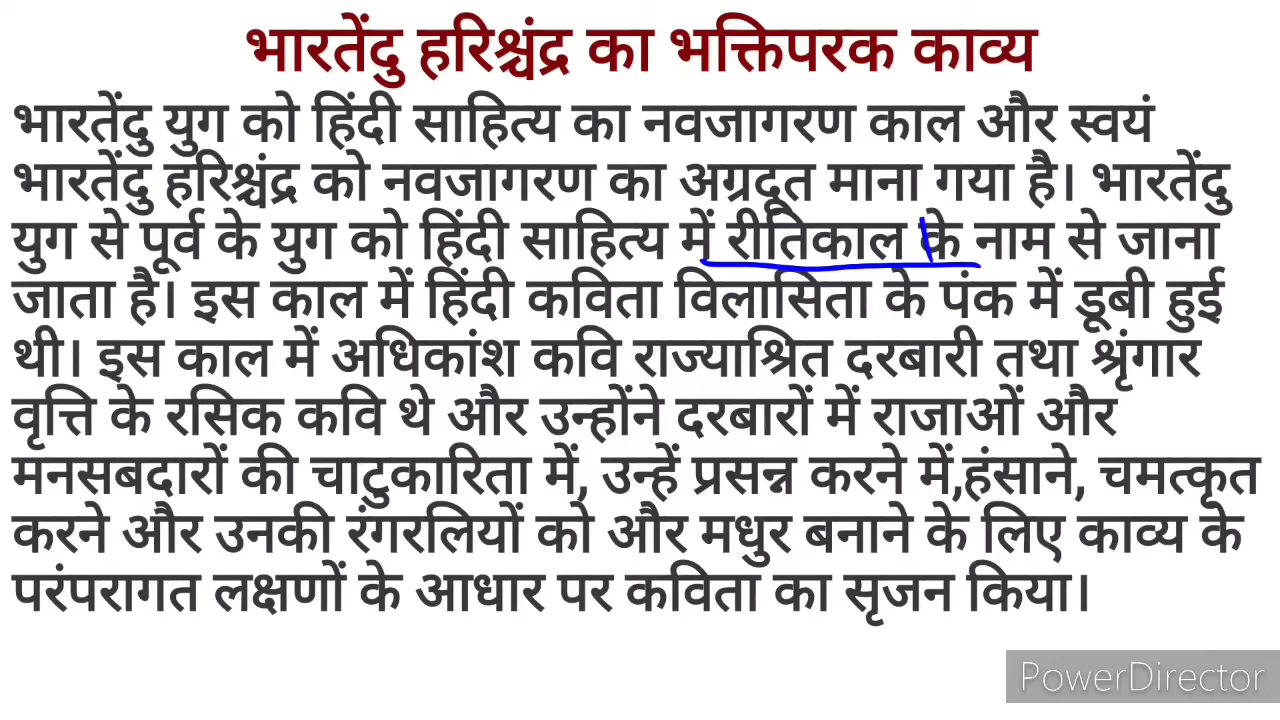 भारतेंदु हरिश्चंद्र का भक्तिपरक काव्य
भारतेंदु युग को हिंदी साहित्य का नवजागरण काल और स्वयं
भारतेंदु हरिश्चंद्र को नवजागरण का अग्रदूत माना गया है। भारतेंदु
युग से पूर्व के युग को हिंदी साहित्य में रीतिकाल के नाम से जाना
जाता है। इस काल में हिंदी कविता विलासिता के पंक में डूबी हुई
थी। इस काल में अधिकांश कवि राज्याश्रित दरबारी तथा श्रृंगार
वृत्ति के रसिक कवि थे और उन्होंने दरबारों में राजाओं और
मनसबदारों की चाटुकारिता में, उन्हें प्रसन्न करने में,हंसाने, चमत्कृत
करने और उनकी रंगरलियों को और मधुर बनाने के लिए काव्य के
परंपरागत लक्षणों के आधार पर कविता का सृजन किया।
PowerDirector